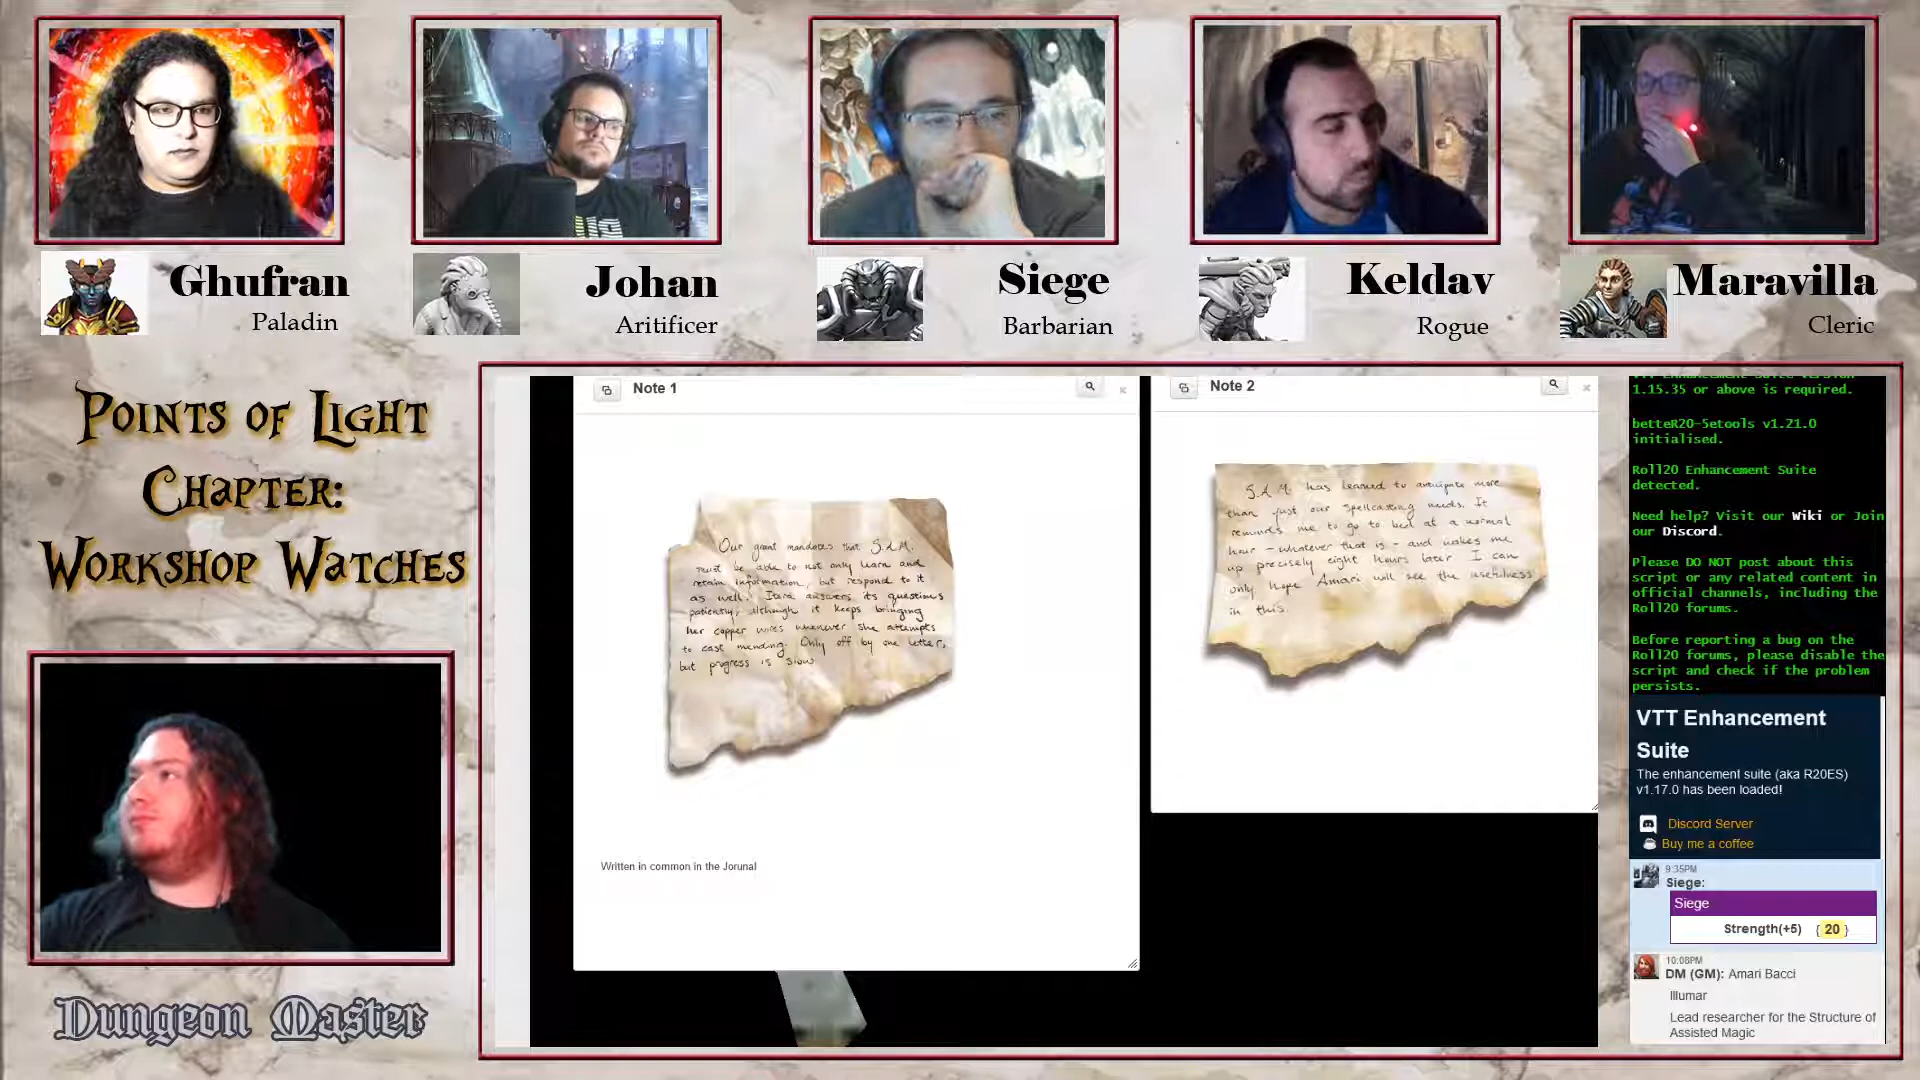 Ghufran
Paladin
Johan
Aritificer
Siege
Barbarian
Keldav
Rogue
Maravilla
Cleric
Points of Light
Chapter:
Workshop Watches
Dungeon Master
Note 1
Our grant mandates that S.A.M.
must be able to not only learn and
retain information, but respond to it
as well. Itara answers its questions
patiently, although it keeps bringing
her copper wires whenever she attempts
to cast mending. Only off by one letter,
but progress is slow
Written in common in the Jorunal
Note 2
S.A.M. has learned to anticipate more
than just our spellcasting needs. It
reminds me to go to bed at a normal
hour - whatever that is - and wakes me
up precisely eight hours later. I can
only hope Amari will see the usefulness
in this.
VTT Enhancement Suite version
1.15.35 or above is required.
betteR20-5etools v1.21.0
initialised.
Roll20 Enhancement Suite
detected.
Need help? Visit our Wiki or Join
our Discord.
Please DO NOT post about this
script or any related content in
official channels, including the
Roll20 forums.
Before reporting a bug on the
Roll20 forums, please disable the
script and check if the problem
persists.
VTT Enhancement
Suite
The enhancement suite (aka R20ES)
v1.17.0 has been loaded!
Discord Server
Buy me a coffee
9:35PM
Siege:
Siege
Strength(+5) {20}
10:08PM
DM (GM): Amari Bacci
Illumar
Lead researcher for the Structure of
Assisted Magic